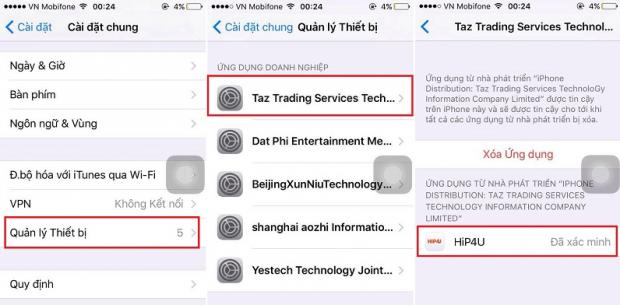 VN Mobifone 00:24 4%
Cài đặt Cài đặt chung
Ngày & Giờ
Bàn phím
Ngôn ngữ & Vùng
Đ.bộ hóa với iTunes qua Wi-Fi
VPN Không Kết nối
Quản lý Thiết bị 5
Quy định
VN Mobifone 00:24 4%
Cài đặt Quản lý Thiết bị
ỨNG DỤNG DOANH NGHIỆP
Taz Trading Services Tech...
Dat Phi Entertainment Me...
BeijingXunNiuTechnology...
shanghai aozhi Informatio...
Yestech Technology Joint...
VN Mobifone 00:24 4%
Taz Trading Services Technol...
Ứng dụng từ nhà phát triển “iPhone
Distribution: Taz Trading Services TechnoloGy
Information Company Limited” được tin cậy
trên iPhone này và sẽ được tin cậy cho tới khi
tất cả các ứng dụng từ nhà phát triển bị xóa.
Xóa Ứng dụng
ỨNG DỤNG TỪ NHÀ PHÁT TRIỂN “IPHONE
DISTRIBUTION: TAZ TRADING SERVICES
TECHNOLOGY INFORMATION COMPANY
LIMITED”
HiP4U HiP4U Đã xác minh